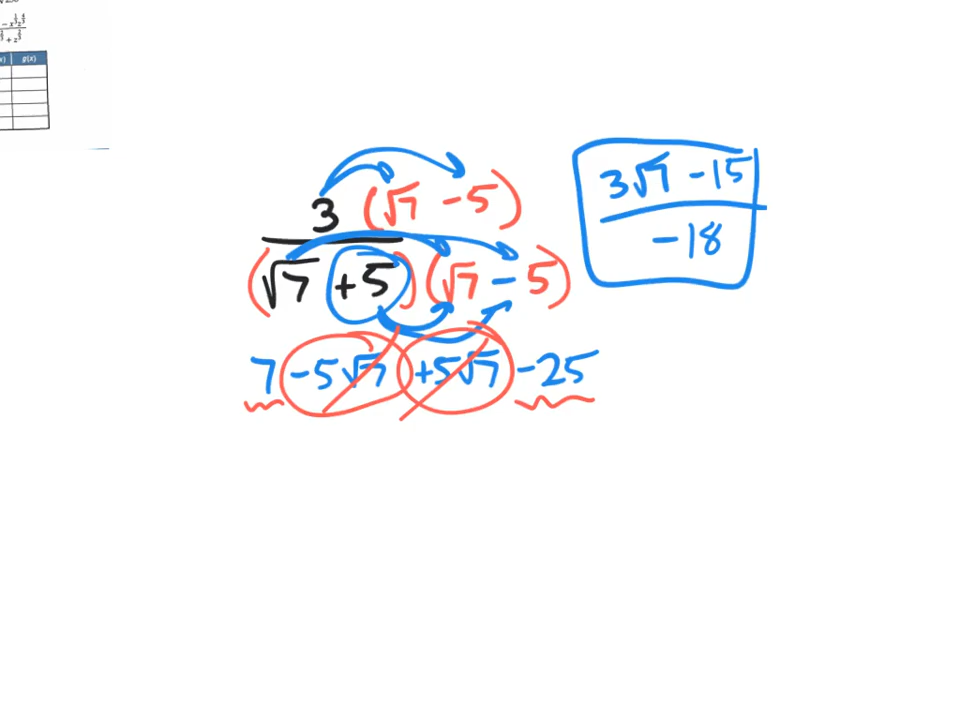 g(x)
3 (√7 - 5)
(√7 + 5) (√7 - 5)
7 - 5√7 + 5√7 - 25
3√7 - 15
- 18